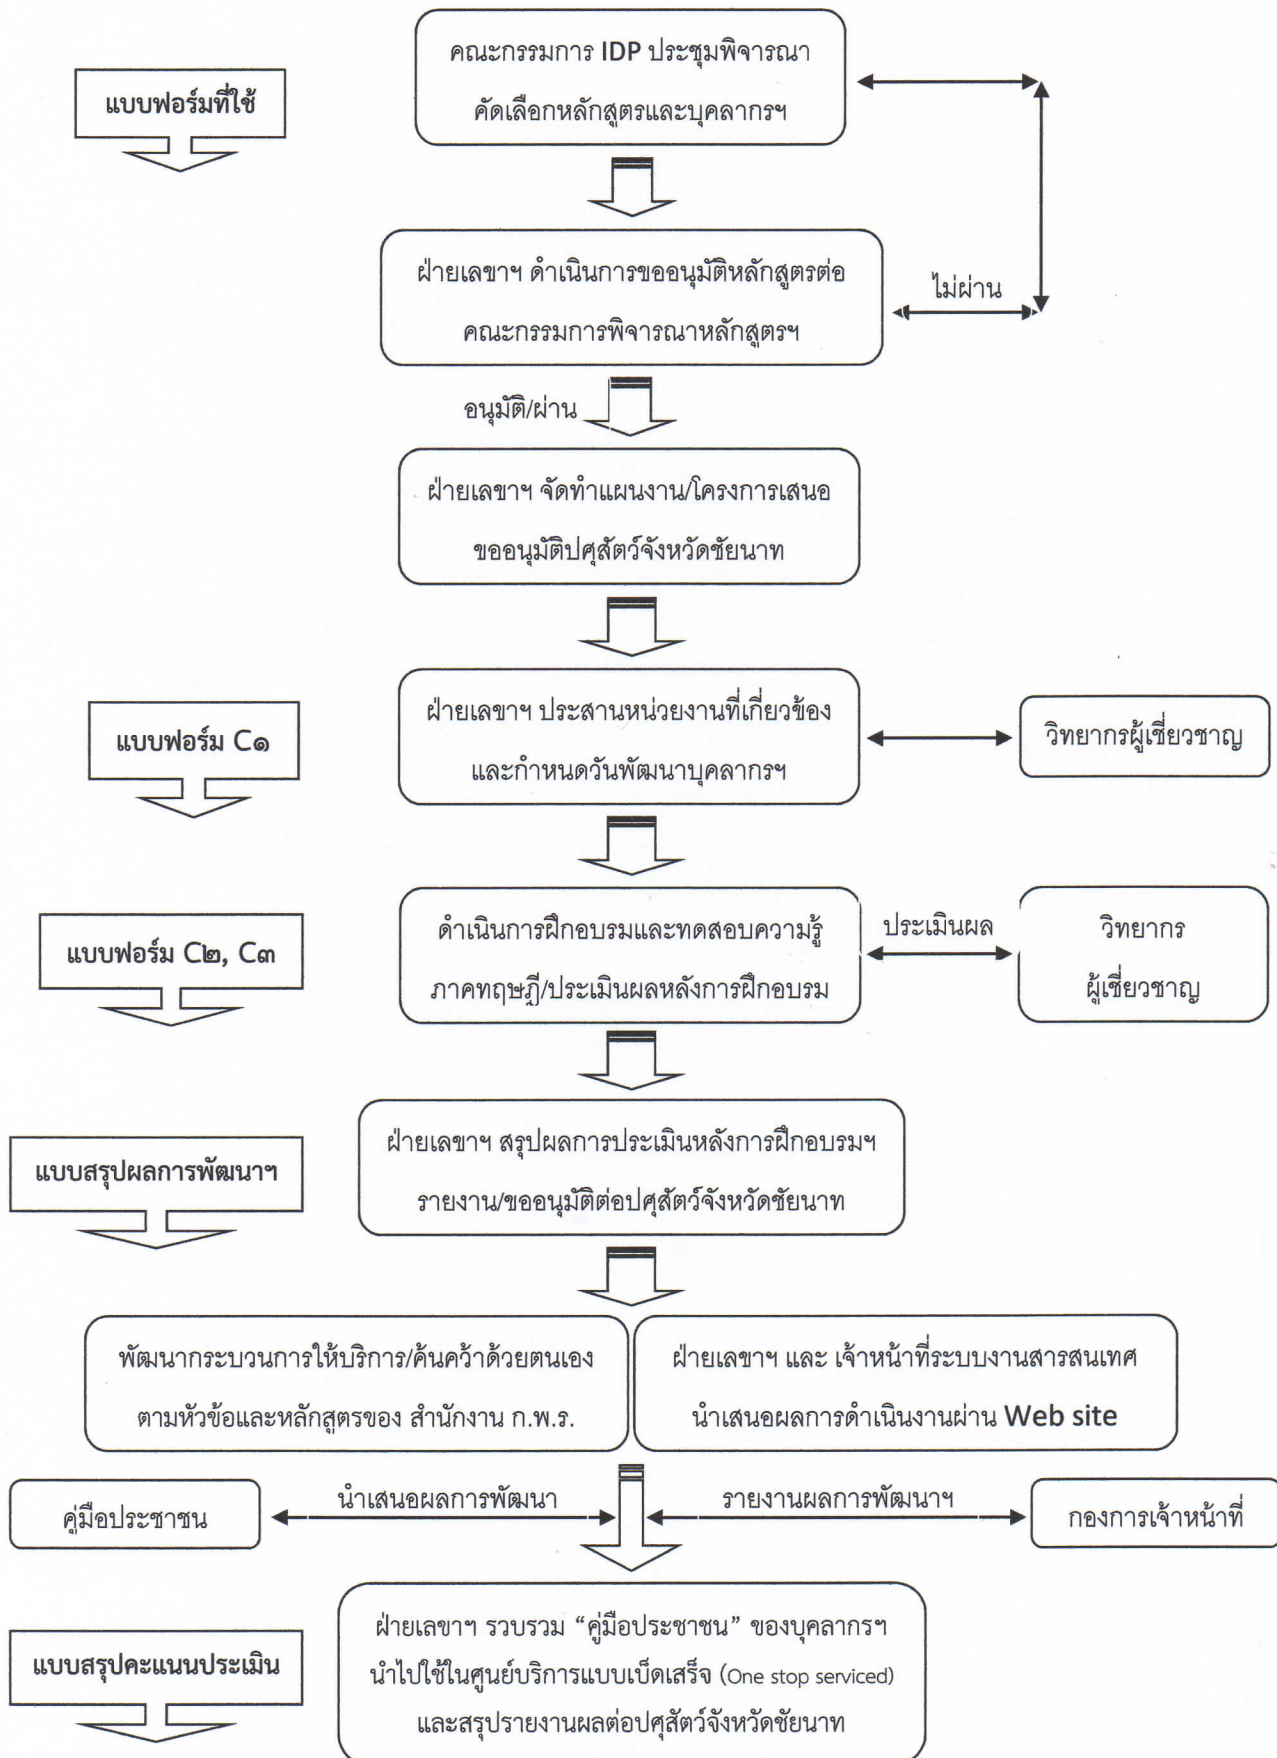 คณะกรรมการ IDP ประชุมพิจารณา
คัดเลือกหลักสูตรและบุคลากรฯ
แบบฟอร์มที่ใช้
ฝ่ายเลขาฯ ดำเนินการขออนุมัติหลักสูตรต่อ
คณะกรรมการพิจารณาหลักสูตรฯ
ไม่ผ่าน
อนุมัติ/ผ่าน
ฝ่ายเลขาฯ จัดทำแผนงาน/โครงการเสนอ
ขออนุมัติปศุสัตว์จังหวัดชัยนาท
แบบฟอร์ม C๑
ฝ่ายเลขาฯ ประสานหน่วยงานที่เกี่ยวข้อง
และกำหนดวันพัฒนาบุคลากรฯ
วิทยากรผู้เชี่ยวชาญ
แบบฟอร์ม C๒, C๓
ดำเนินการฝึกอบรมและทดสอบความรู้
ภาคทฤษฎี/ประเมินผลหลังการฝึกอบรม
ประเมินผล
วิทยากร
ผู้เชี่ยวชาญ
แบบสรุปผลการพัฒนาฯ
ฝ่ายเลขาฯ สรุปผลการประเมินหลังการฝึกอบรมฯ
รายงาน/ขออนุมัติต่อปศุสัตว์จังหวัดชัยนาท
พัฒนากระบวนการให้บริการ/ค้นคว้าด้วยตนเอง
ตามหัวข้อและหลักสูตรของ สำนักงาน ก.พ.ร.
ฝ่ายเลขาฯ และ เจ้าหน้าที่ระบบงานสารสนเทศ
นำเสนอผลการดำเนินงานผ่าน Web site
คู่มือประชาชน
นำเสนอผลการพัฒนา
รายงานผลการพัฒนาฯ
กองการเจ้าหน้าที่
แบบสรุปคะแนนประเมิน
ฝ่ายเลขาฯ รวบรวม “คู่มือประชาชน” ของบุคลากรฯ
นำไปใช้ในศูนย์บริการแบบเบ็ดเสร็จ (One stop serviced)
และสรุปรายงานผลต่อปศุสัตว์จังหวัดชัยนาท